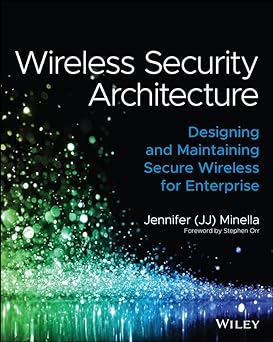 Wireless Security
Architecture
Designing
and Maintaining
Secure Wireless
for Enterprise
Jennifer (JJ) Minella
Foreword by Stephen Orr
WILEY